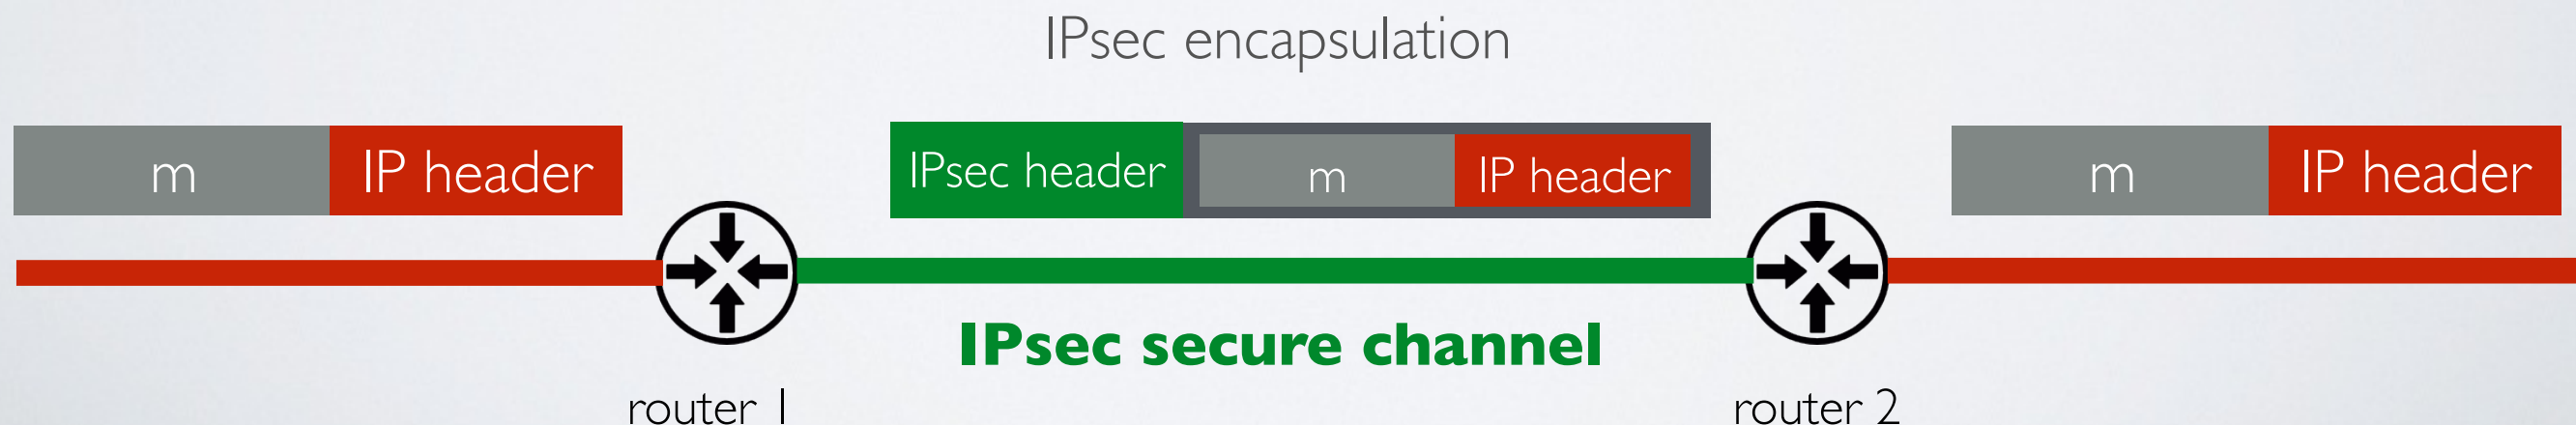 IPsec encapsulation
m IP header
IPsec header m IP header
m IP header
IPsec secure channel
router 1
router 2